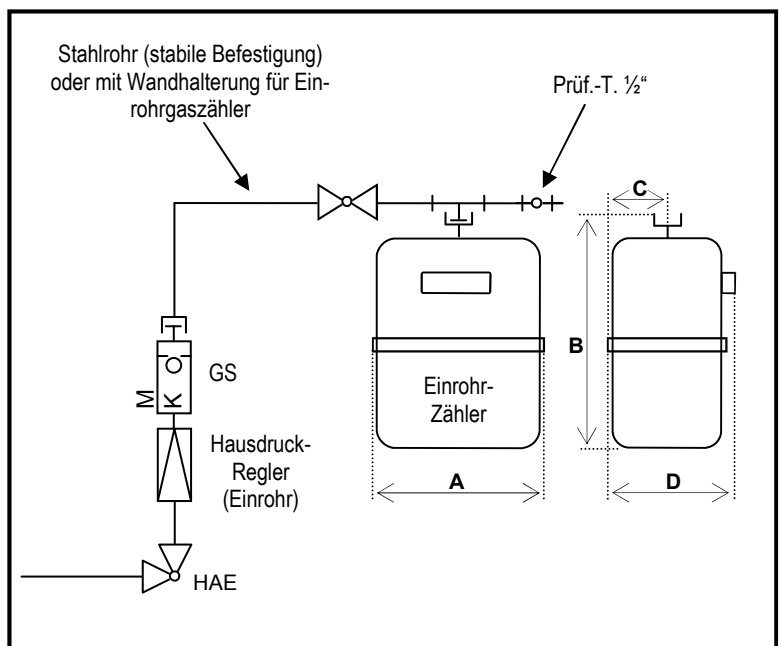 Stahlrohr (stabile Befestigung)
oder mit Wandhalterung für Ein-
rohrgaszähler
Prüf.-T. ½“
C
B
GS
M
K
Einrohr-
Zähler
Hausdruck-
Regler
(Einrohr)
A
D
HAE